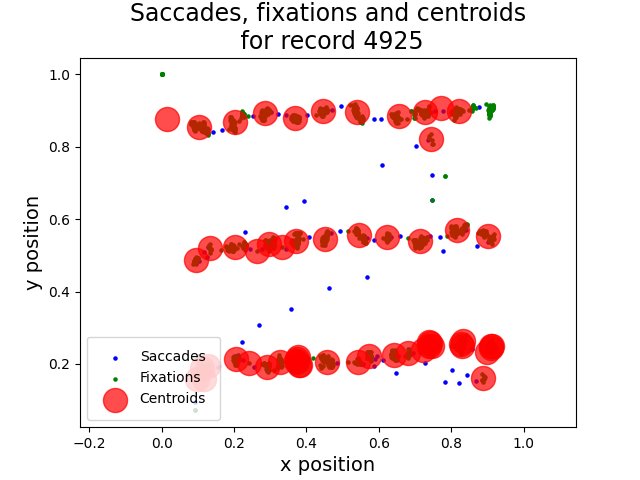 Saccades, fixations and centroids
for record 4925
1.0
0.8
0.6
0.4
0.2
y position
Saccades
Fixations
Centroids
−0.2
0.0
0.2
0.4
0.6
0.8
1.0
x position